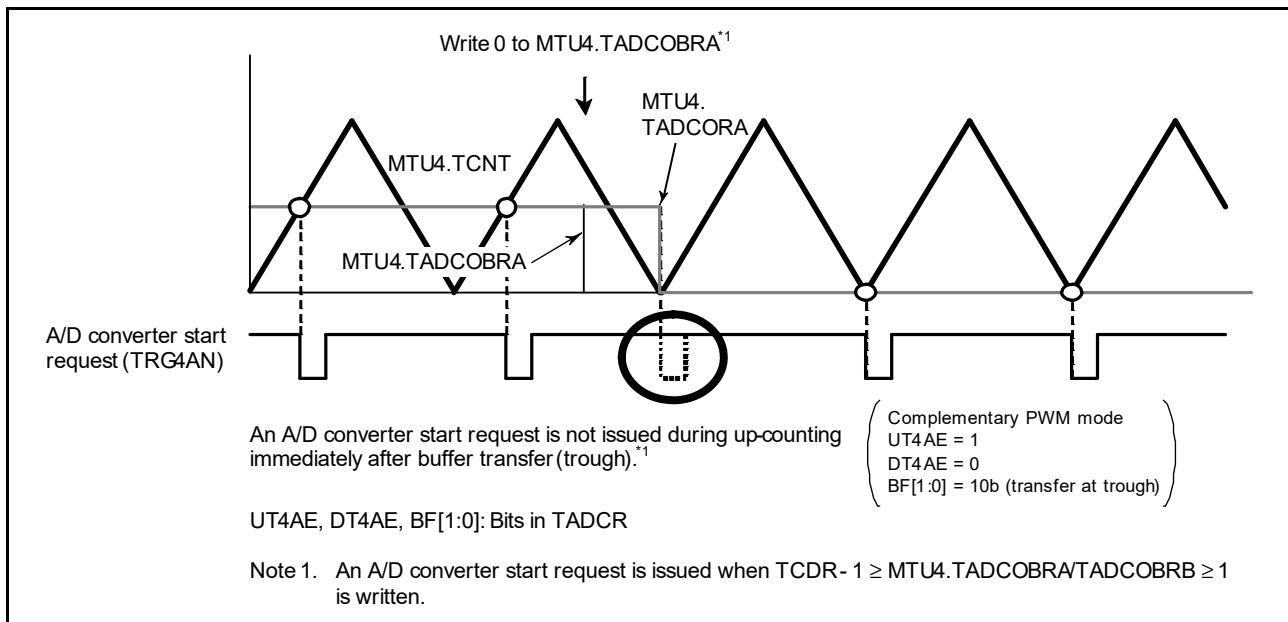 Write 0 to MTU4.TADCOBRA*1
MTU4.
TADCORA
MTU4.TCNT
MTU4.TADCOBRA
A/D converter start
request (TRG4AN)
An A/D converter start request is not issued during up-counting
immediately after buffer transfer (trough).*1
Complementary PWM mode
UT4AE = 1
DT4AE = 0
BF[1:0] = 10b (transfer at trough)
UT4AE, DT4AE, BF[1:0]: Bits in TADCR
Note 1. An A/D converter start request is issued when TCDR - 1 ≥ MTU4.TADCOBRA/TADCOBRB ≥ 1
is written.